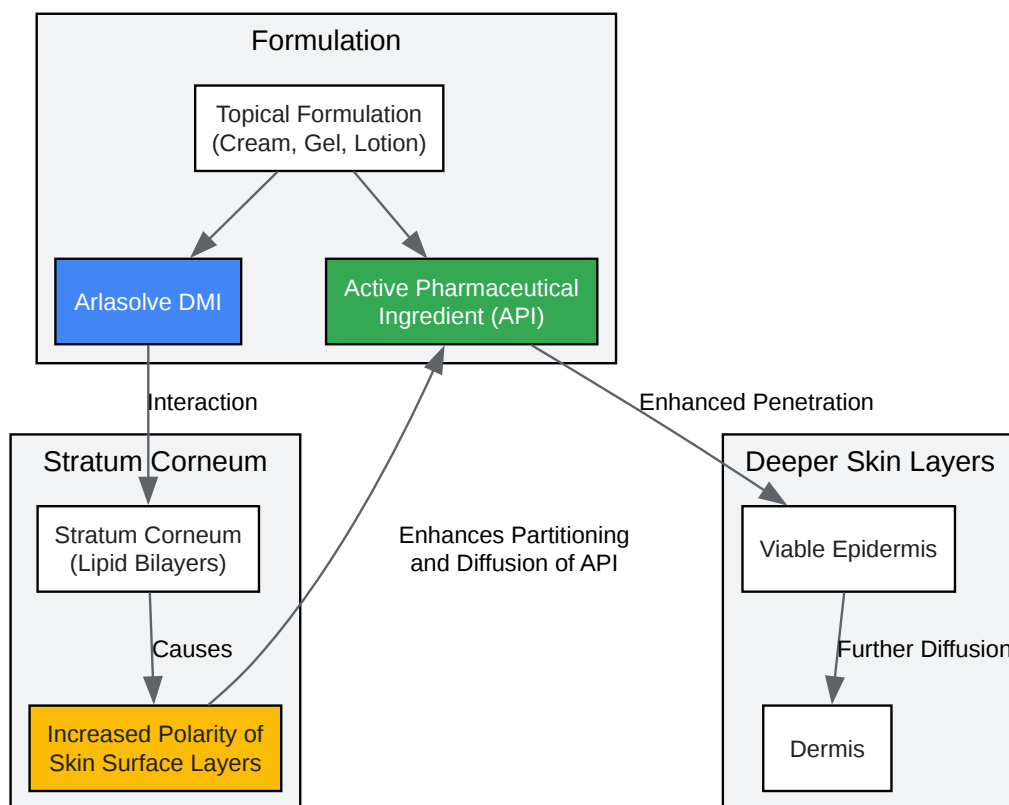 Formulation
Topical Formulation
(Cream, Gel, Lotion)
Arlasolve DMI
Active Pharmaceutical
Ingredient (API)
Interaction
Enhanced Penetration
Stratum Corneum
Deeper Skin Layers
Stratum Corneum
(Lipid Bilayers)
Enhances Partitioning
and Diffusion of API
Viable Epidermis
Causes
Further Diffusion
Increased Polarity of
Skin Surface Layers
Dermis